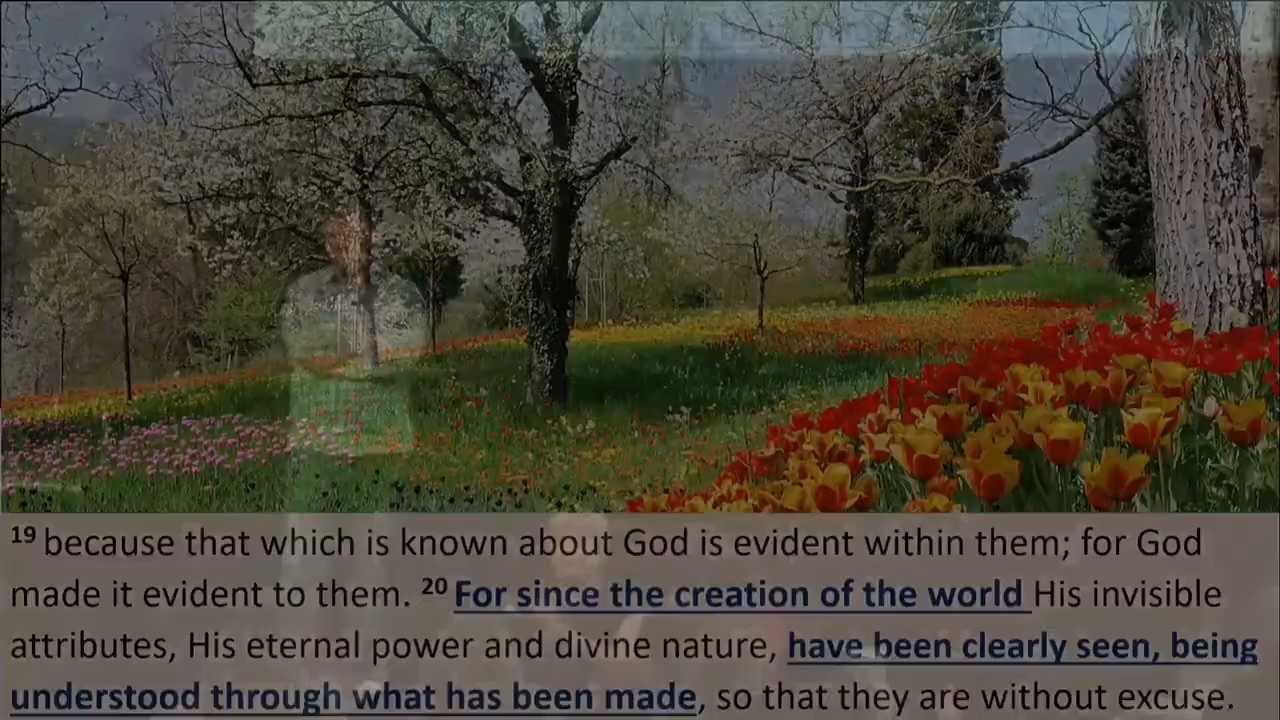 19 because that which is known about God is evident within them; for God
made it evident to them. 20 For since the creation of the world His invisible
attributes, His eternal power and divine nature, have been clearly seen, being
understood through what has been made, so that they are without excuse.